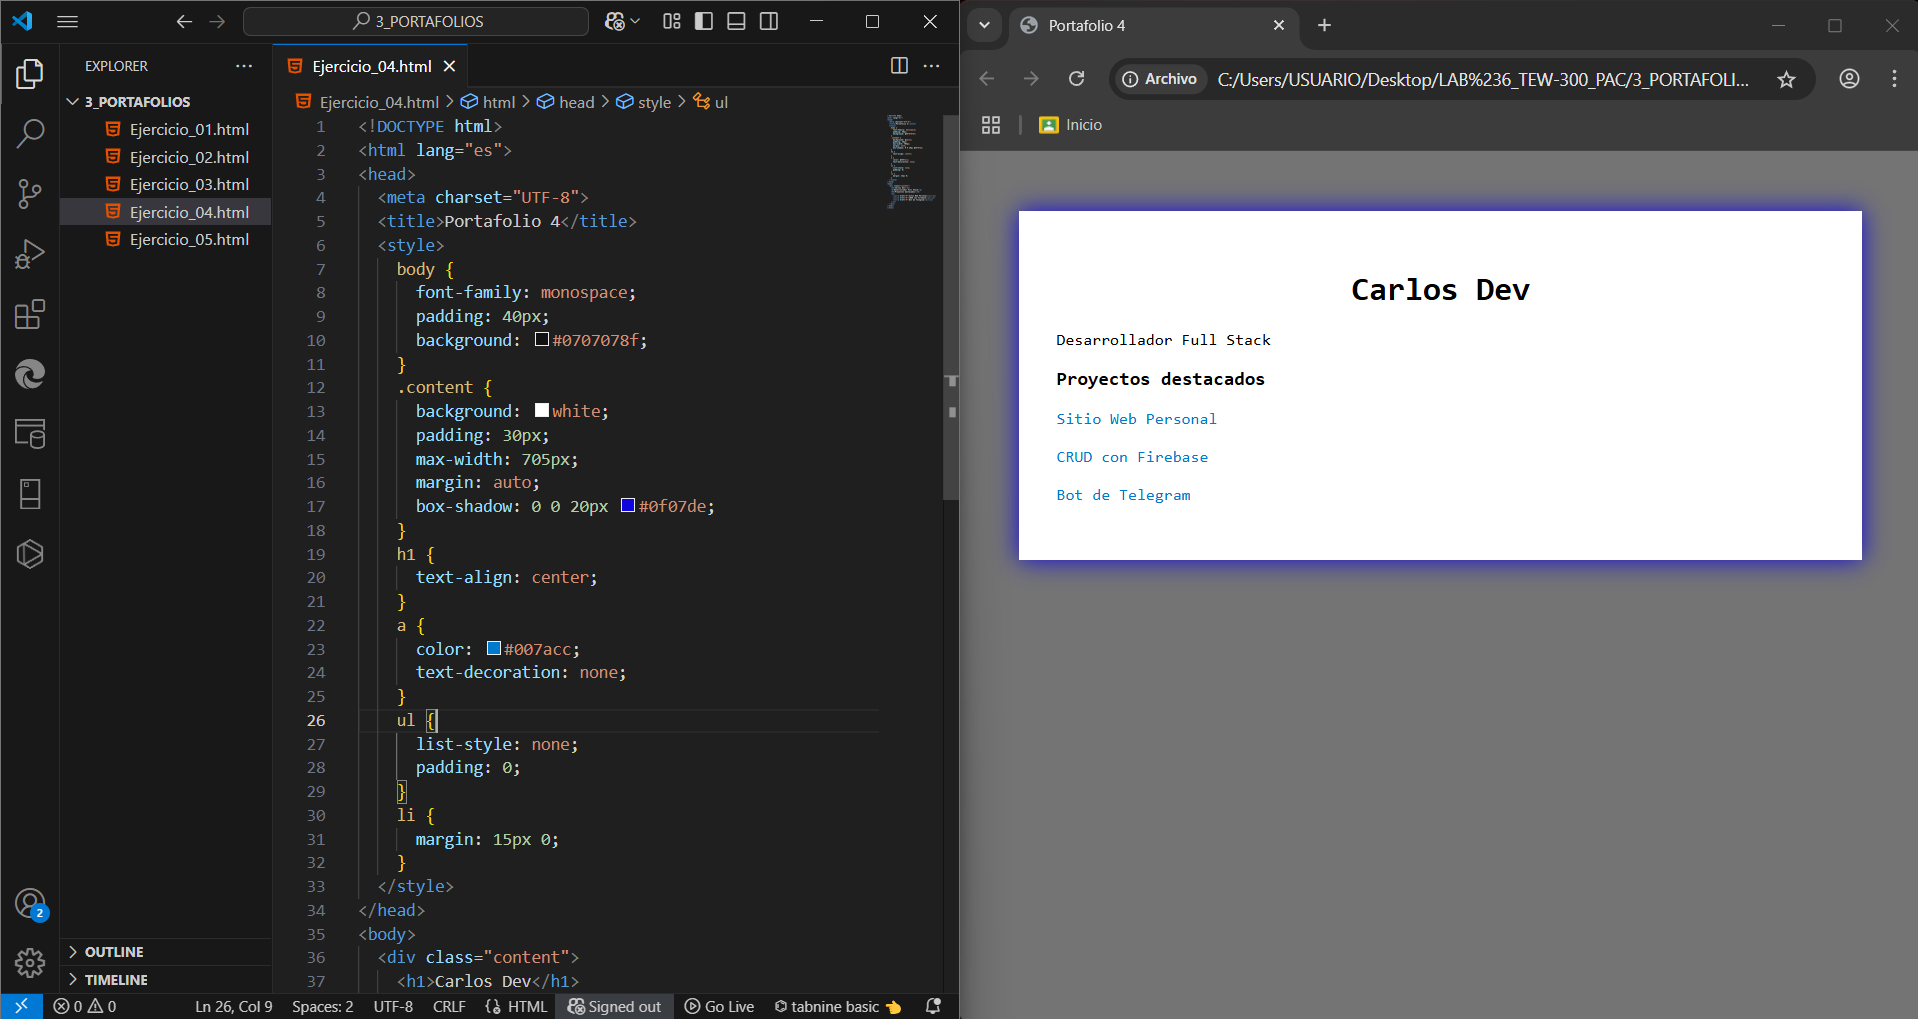 3_PORTAFOLIOS
EXPLORER
3_PORTAFOLIOS
Ejercicio_01.html
Ejercicio_02.html
Ejercicio_03.html
Ejercicio_04.html
Ejercicio_05.html
OUTLINE
TIMELINE
Ejercicio_04.html
Ejercicio_04.html > html > head > style > ul
1 <!DOCTYPE html>
2 <html lang="es">
3 <head>
4 <meta charset="UTF-8">
5 <title>Portafolio 4</title>
6 <style>
7 body {
8 font-family: monospace;
9 padding: 40px;
10 background: #0707078f;
11 }
12 .content {
13 background: white;
14 padding: 30px;
15 max-width: 705px;
16 margin: auto;
17 box-shadow: 0 0 20px #0f07de;
18 }
19 h1 {
20 text-align: center;
21 }
22 a {
23 color: #007acc;
24 text-decoration: none;
25 }
26 ul {
27 list-style: none;
28 padding: 0;
29 }
30 li {
31 margin: 15px 0;
32 }
33 </style>
34 </head>
35 <body>
36 <div class="content">
37 <h1>Carlos Dev</h1>
2
0 0 Ln 26, Col 9 Spaces: 2 UTF-8 CRLF HTML Signed out Go Live tabnine basic
Portafolio 4
Archivo C:/Users/USUARIO/Desktop/LAB%236_TEW-300_PAC/3_PORTAFOLI...
Inicio
Carlos Dev
Desarrollador Full Stack
Proyectos destacados
Sitio Web Personal
CRUD con Firebase
Bot de Telegram